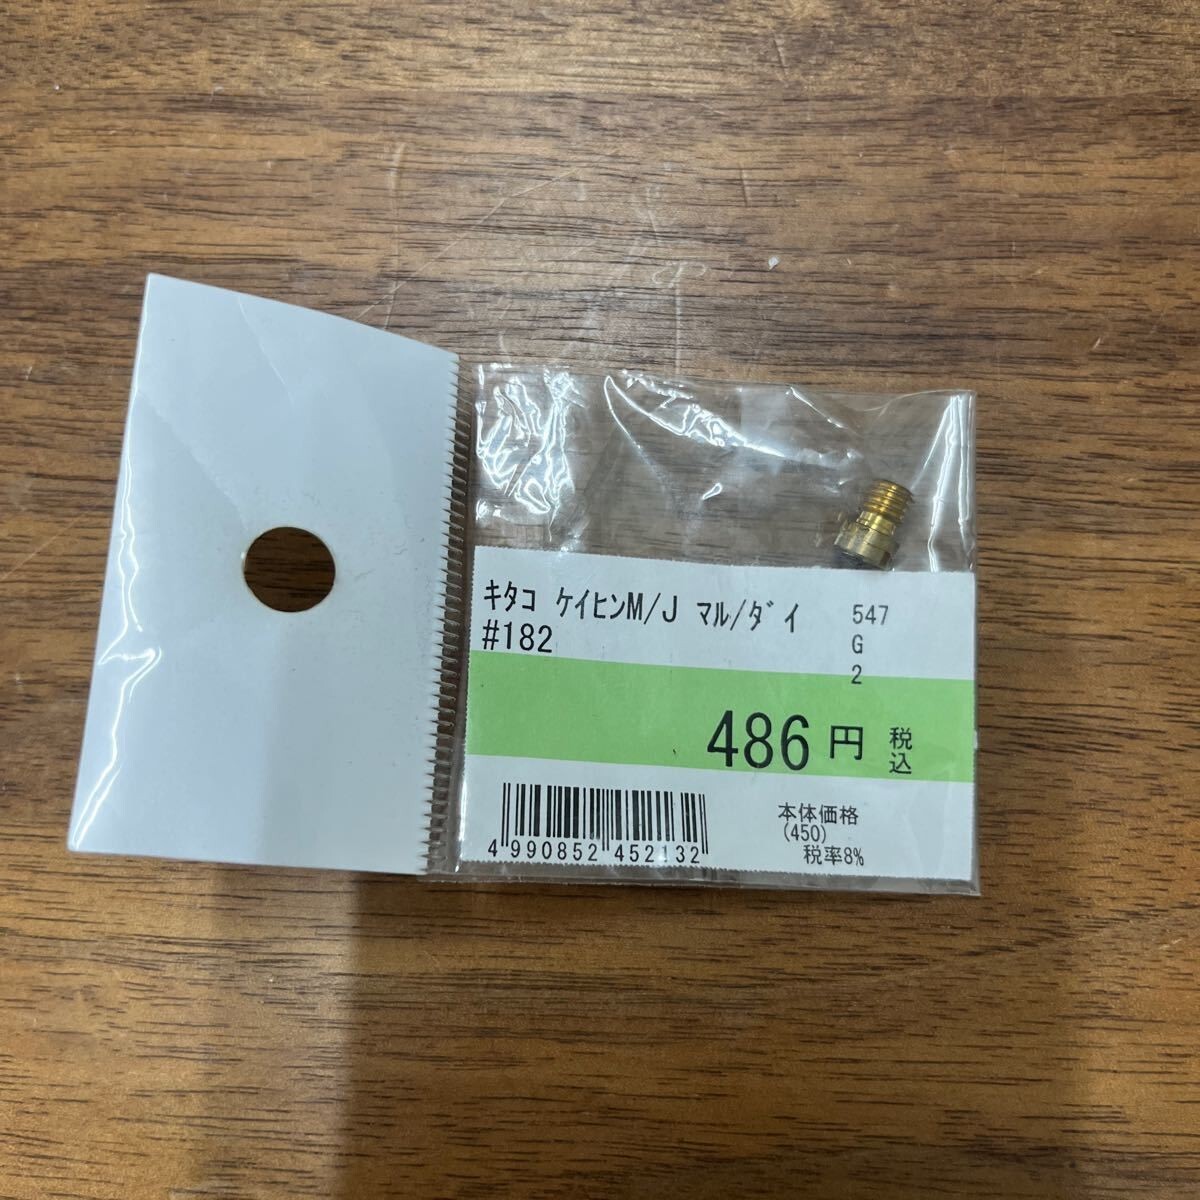 ｷﾀｺ ｹｲﾋﾝM/J ﾏﾙ/ﾀﾞｲ 547
#182 G
2
486円 税込
本体価格
(450)
税率8%
4 990852 452132